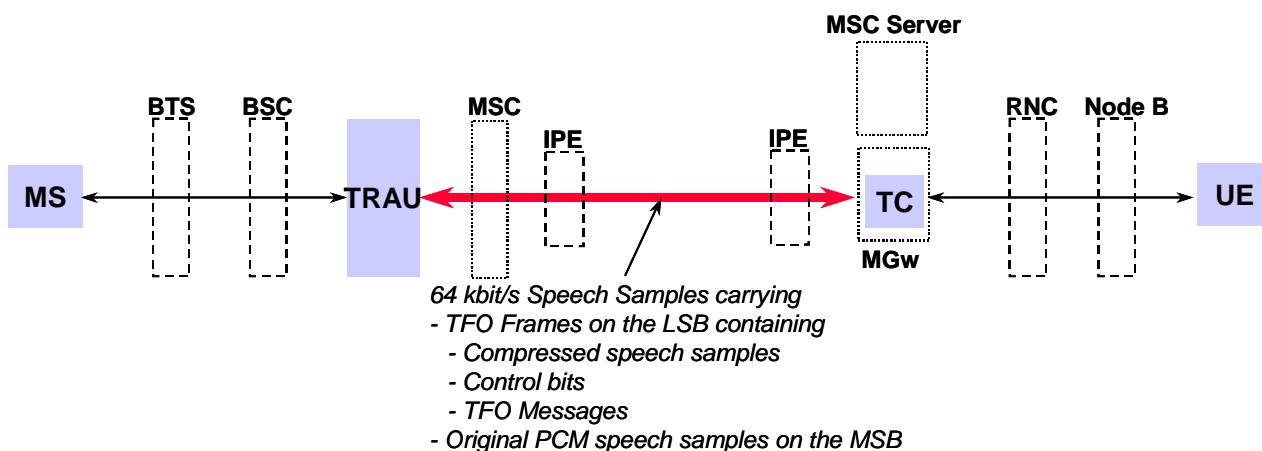 MSC Server
BTS
BSC
MSC
IPE
IPE
RNC
Node B
MS
TRAU
TC
UE
MGw
64 kbit/s Speech Samples carrying
- TFO Frames on the LSB containing
- Compressed speech samples
- Control bits
- TFO Messages
- Original PCM speech samples on the MSB